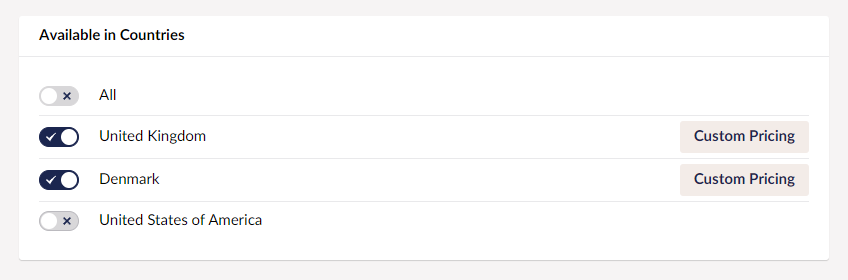 Available in Countries
All
United Kingdom Custom Pricing
Denmark Custom Pricing
United States of America